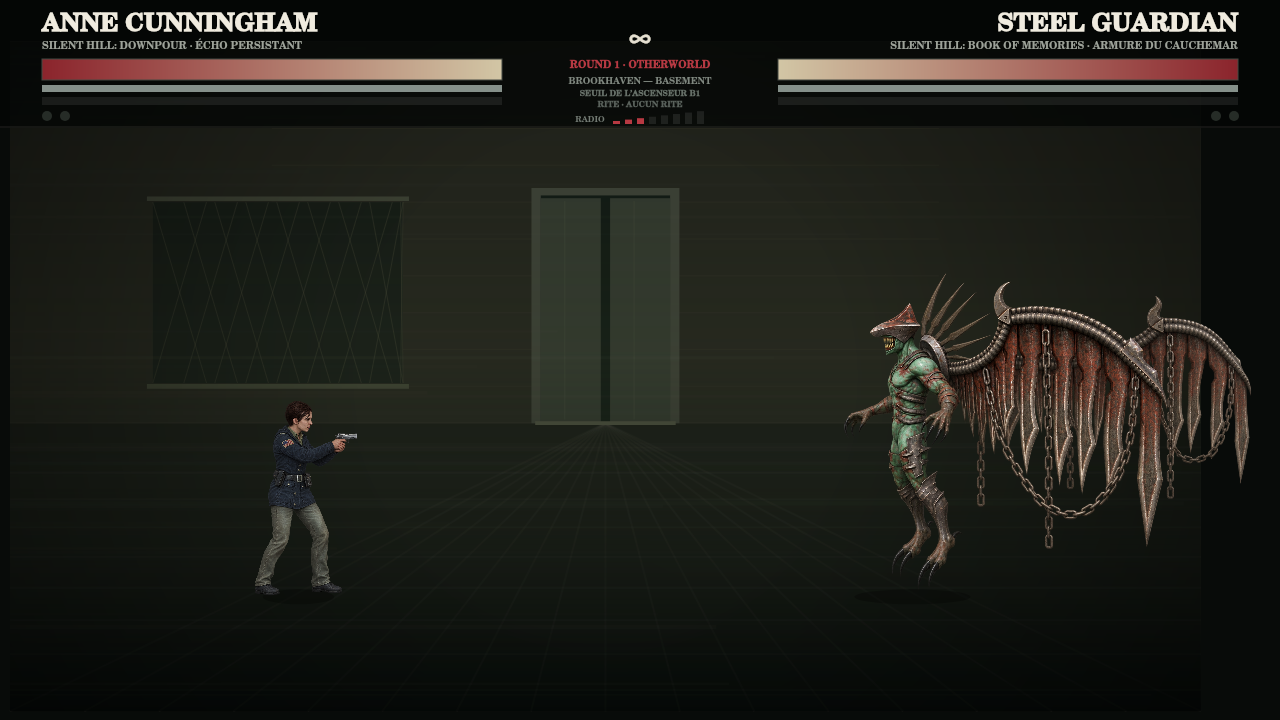 ANNE CUNNINGHAM
SILENT HILL: DOWNPOUR · ÉCHO PERSISTANT
∞
ROUND 1 · OTHERWORLD
BROOKHAVEN — BASEMENT
SEUIL DE L'ASCENSEUR B1
RITE · AUCUN RITE
RADIO
STEEL GUARDIAN
SILENT HILL: BOOK OF MEMORIES · ARMURE DU CAUCHEMAR